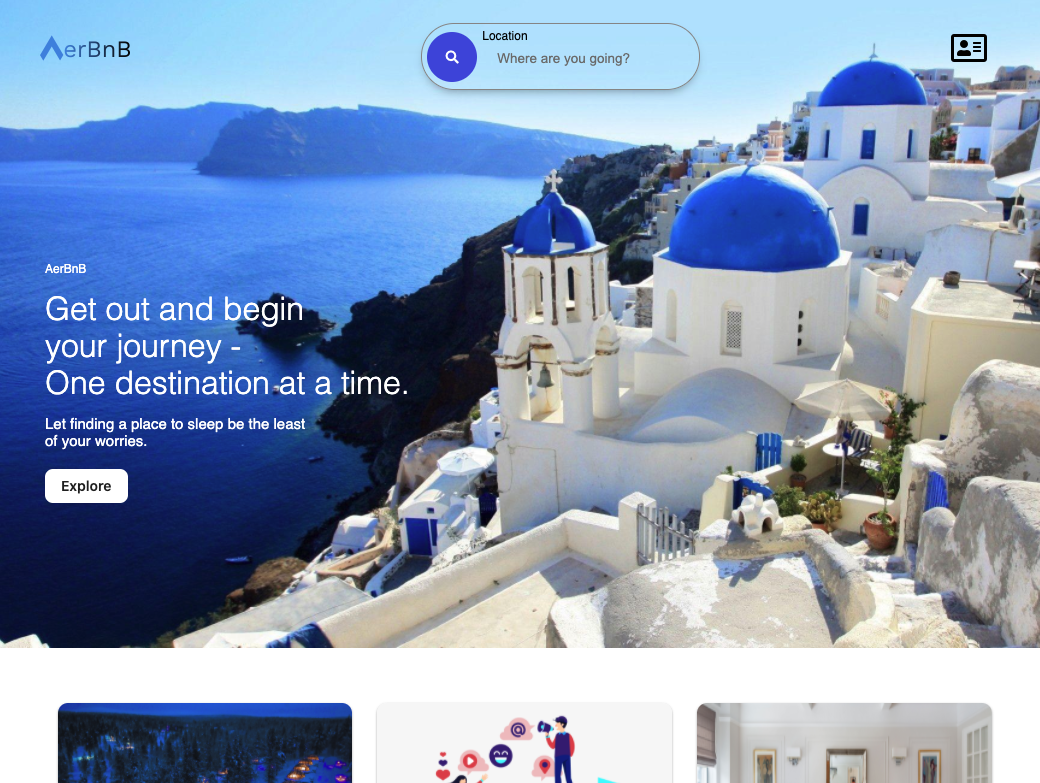 AerBnB
Location
Where are you going?
AerBnB
Get out and begin
your journey -
One destination at a time.
Let finding a place to sleep be the least
of your worries.
Explore